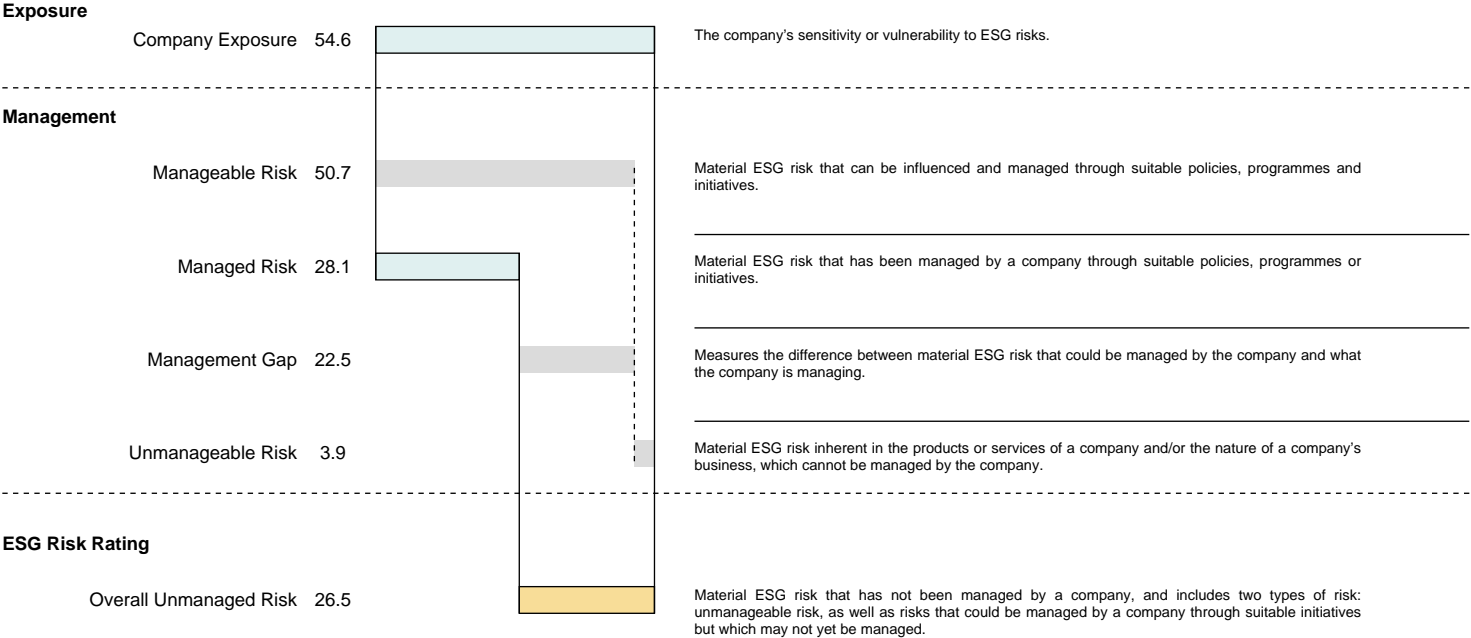 Exposure
Company Exposure 54.6
The company’s sensitivity or vulnerability to ESG risks.
Management
Manageable Risk 50.7
Material ESG risk that can be influenced and managed through suitable policies, programmes and
initiatives.
Managed Risk 28.1
Material ESG risk that has been managed by a company through suitable policies, programmes or
initiatives.
Management Gap 22.5
Measures the difference between material ESG risk that could be managed by the company and what
the company is managing.
Unmanageable Risk 3.9
Material ESG risk inherent in the products or services of a company and/or the nature of a company’s
business, which cannot be managed by the company.
ESG Risk Rating
Overall Unmanaged Risk 26.5
Material ESG risk that has not been managed by a company, and includes two types of risk:
unmanageable risk, as well as risks that could be managed by a company through suitable initiatives
but which may not yet be managed.